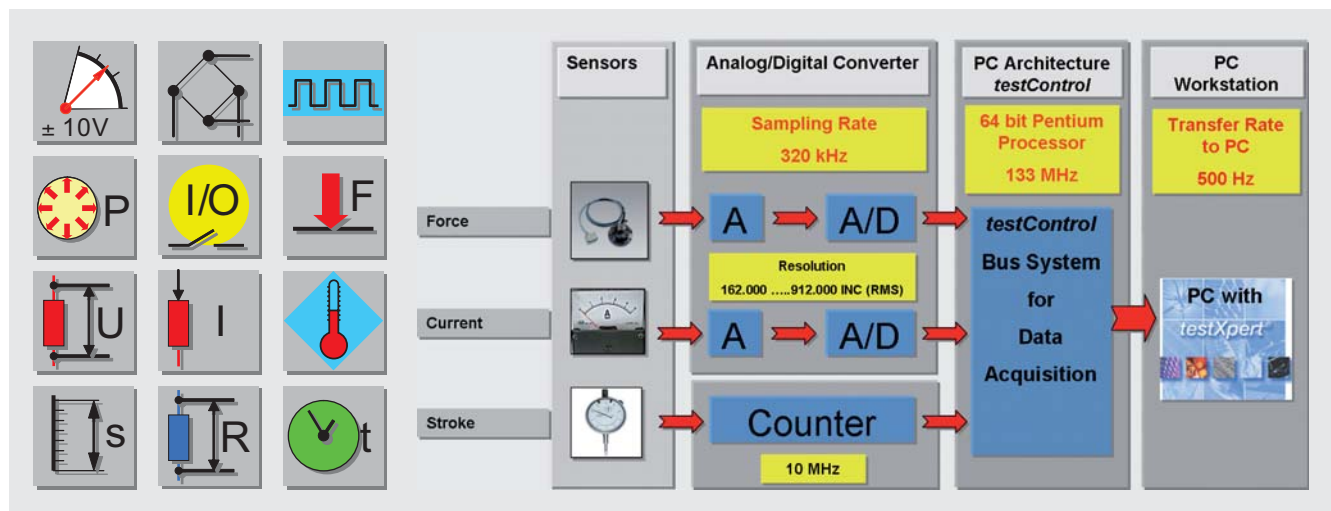 ± 10V
P
I/O
F
U
I
s
R
t
Sensors
Analog/Digital Converter
PC Architecture
testControl
PC
Workstation
Sampling Rate
320 kHz
64 bit Pentium
Processor
133 MHz
Transfer Rate
to PC
500 Hz
Force
A
A/D
Resolution
162.000 .....912.000 INC (RMS)
Current
A
A
A/D
Stroke
Counter
10 MHz
testControl
Bus System
for
Data
Acquisition
PC with
testXpert®